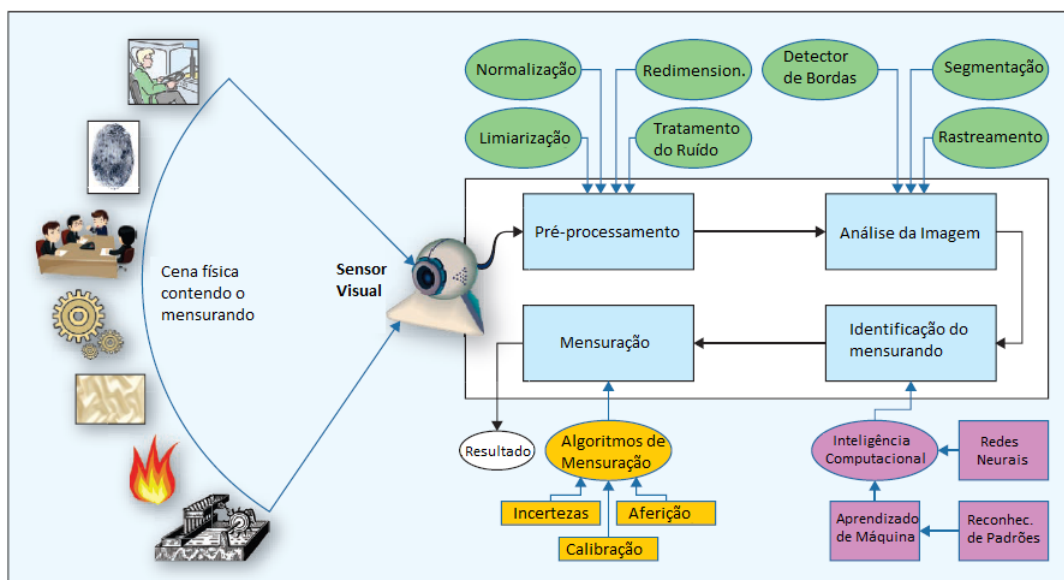 Normalização
Redimension.
Detector
de Bordas
Segmentação
Limiarização
Tratamento
do Ruído
Rastreamento
Cena física
contendo o
mensurando
Sensor
Visual
Pré-processamento
Análise da Imagem
Mensuração
Identificação do
mensurando
Resultado
Algoritmos de
Mensuração
Incertezas
Aferição
Calibração
Inteligência
Computacional
Redes
Neurais
Aprendizado
de Máquina
Reconhec.
de Padrões